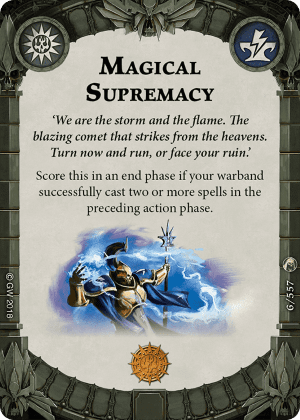 MAGICAL
SUPREMACY
‘We are the storm and the flame. The
blazing comet that strikes from the heavens.
Turn now and run, or face your ruin.’
Score this in an end phase if your warband
successfully cast two or more spells in the
preceding action phase.
© GW 2018
6/557